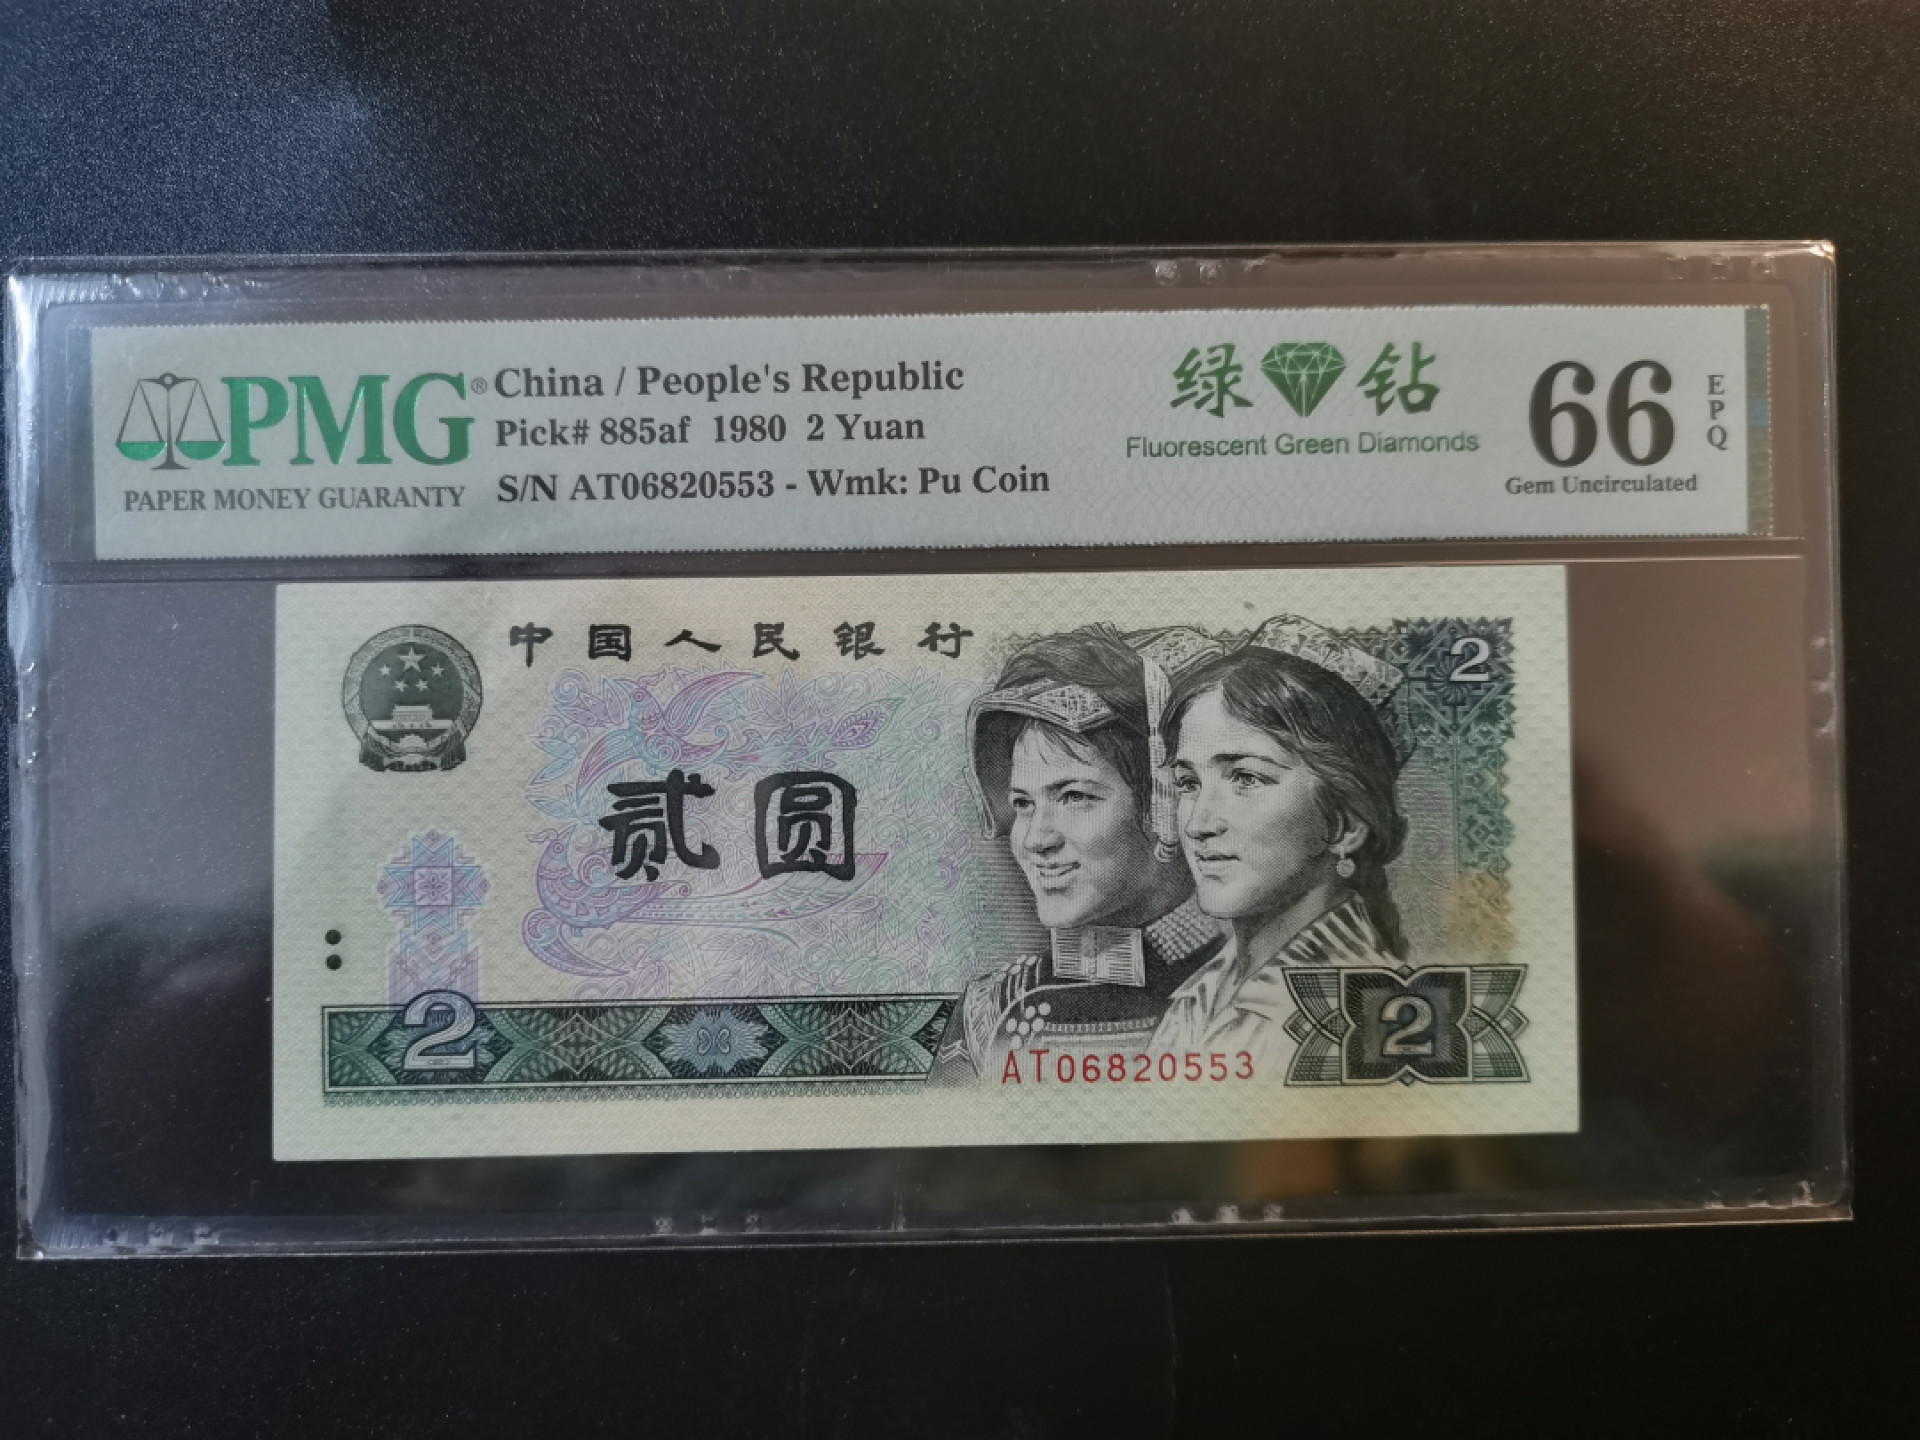 PMG®
PAPER MONEY GUARANTY
China / People's Republic
Pick# 885af 1980 2 Yuan
S/N AT06820553 - Wmk: Pu Coin
绿钻
Fluorescent Green Diamonds
66
EPQ
Gem Uncirculated
中国人民银行
2
贰圆
2
2
AT06820553